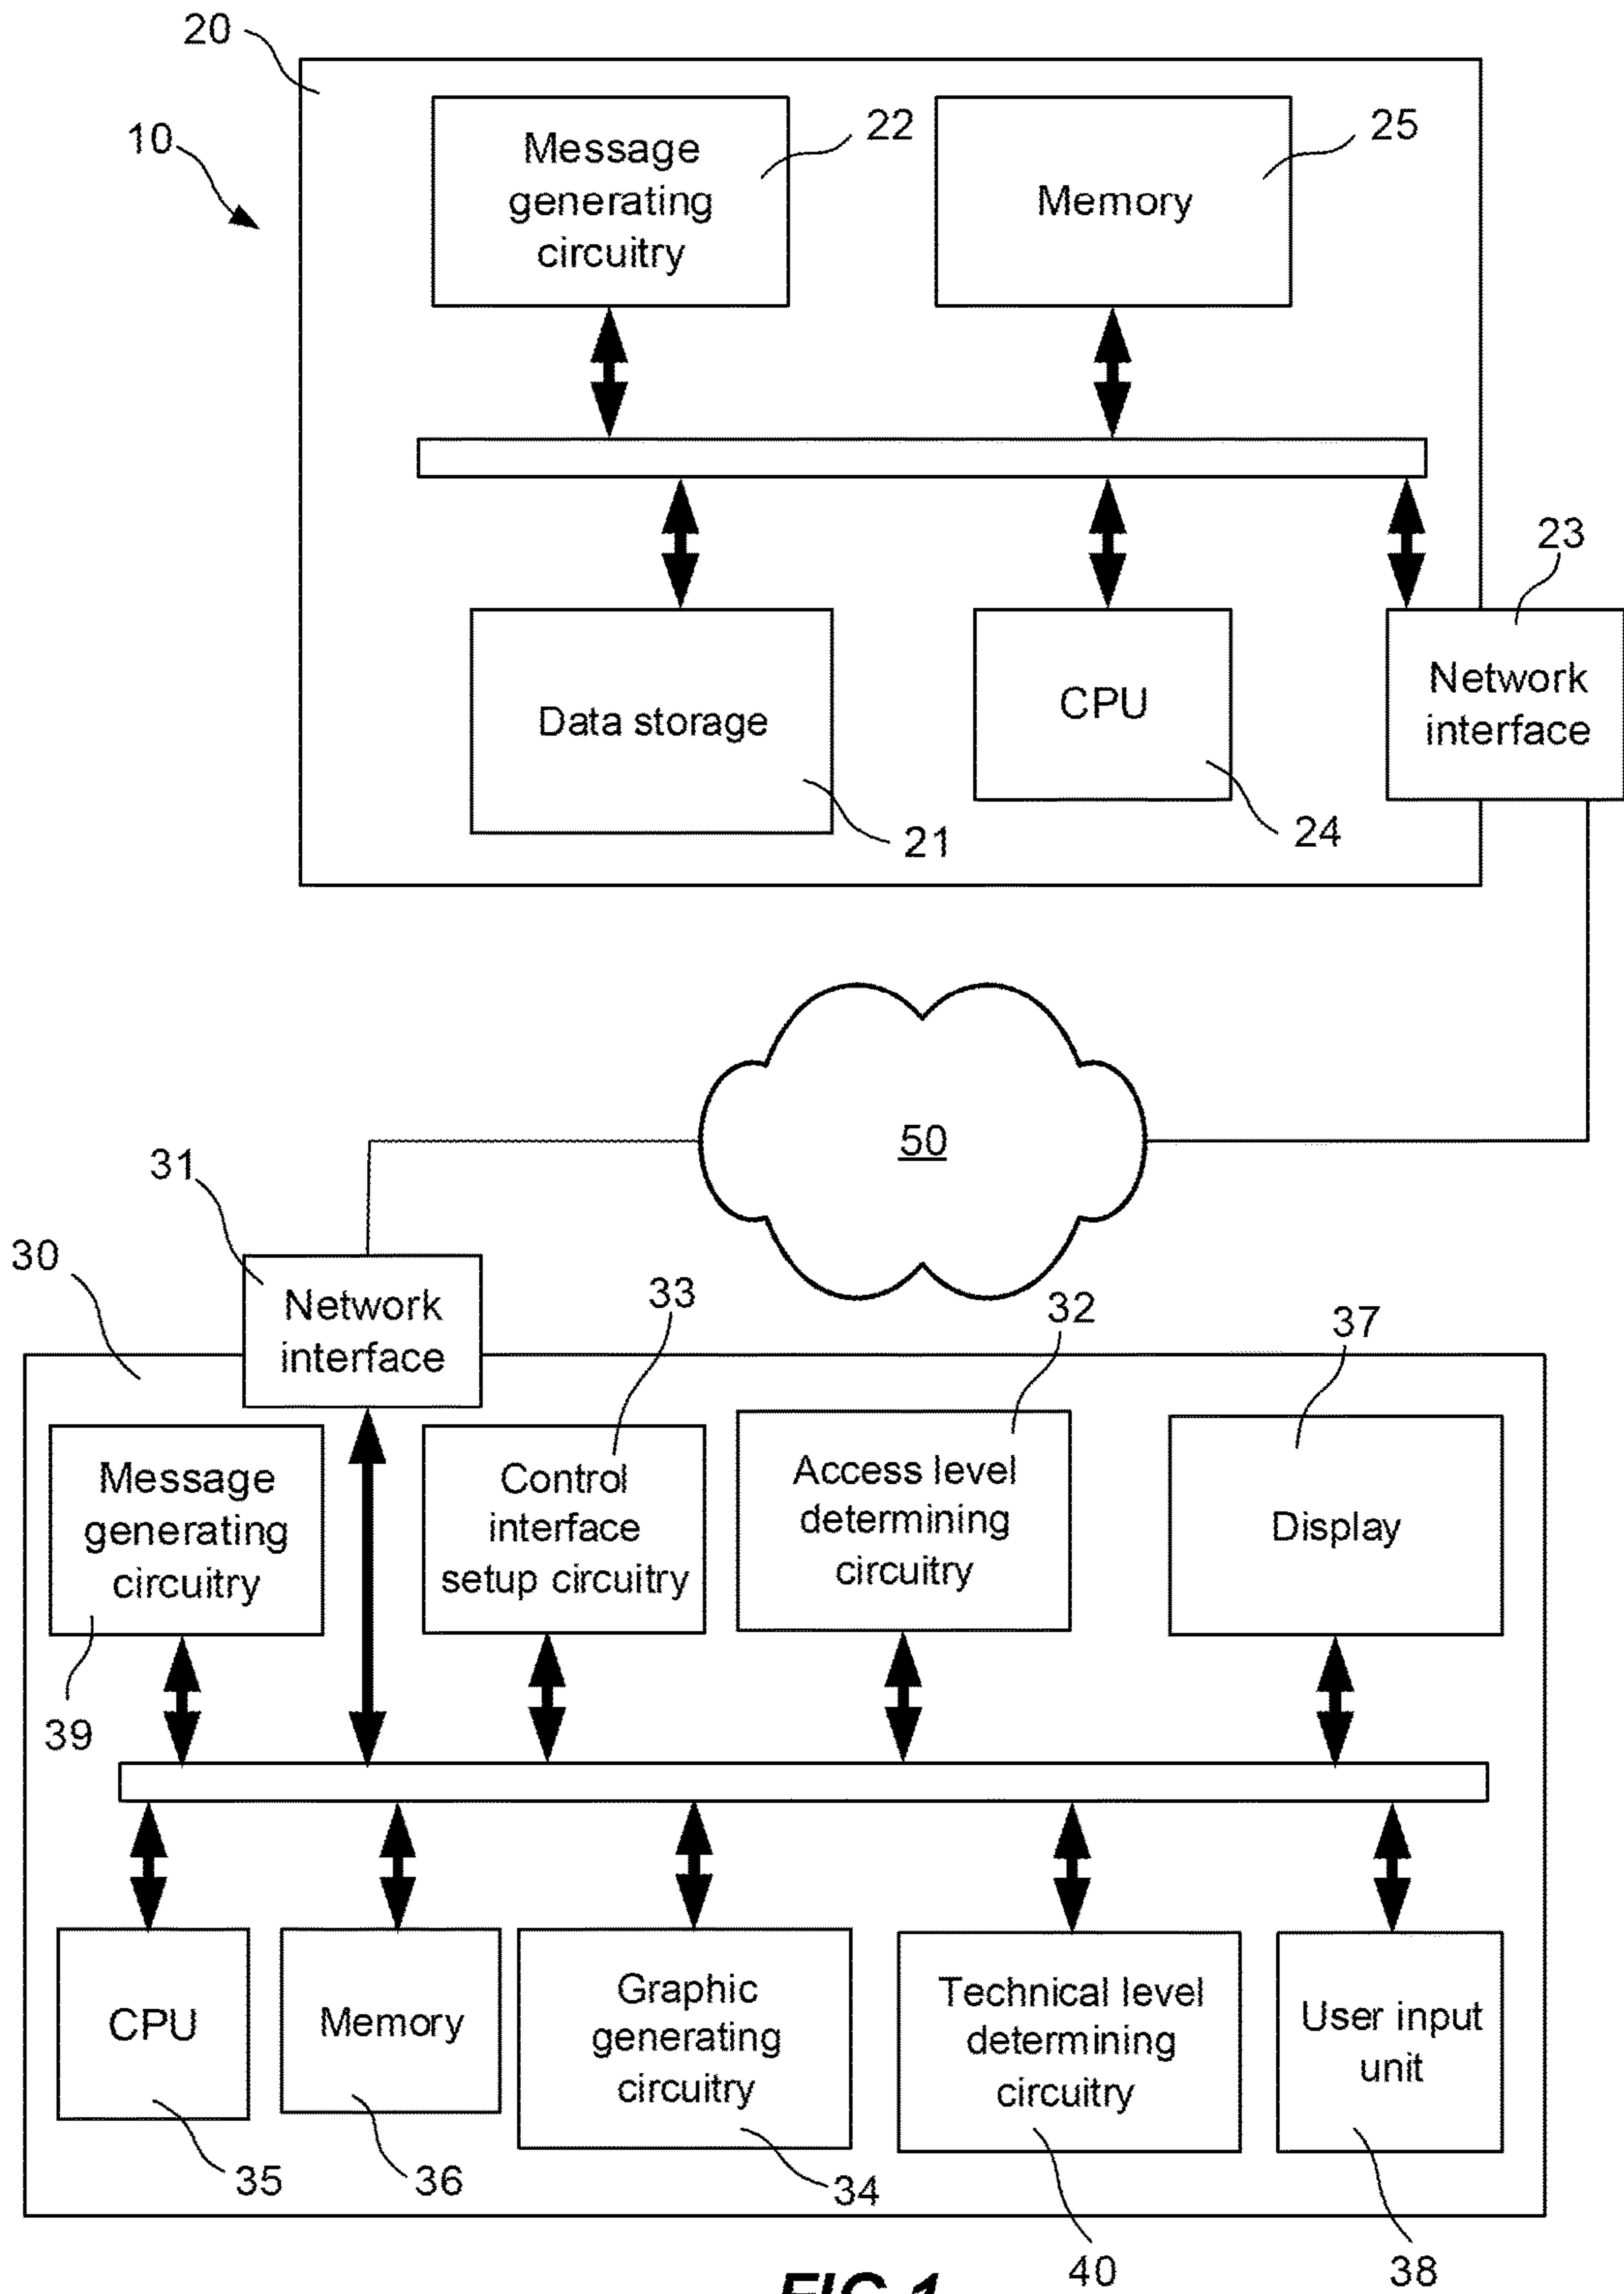 20
10
Message
generating
circuitry
22
Memory
25
23
Data storage
21
CPU
24
Network
interface
50
31
30
Network
interface
33
32
37
Message
generating
circuitry
39
Control
interface
setup circuitry
Access level
determining
circuitry
Display
CPU
35
Memory
36
Graphic
generating
circuitry
34
Technical level
determining
circuitry
40
User input
unit
38
FIG.1